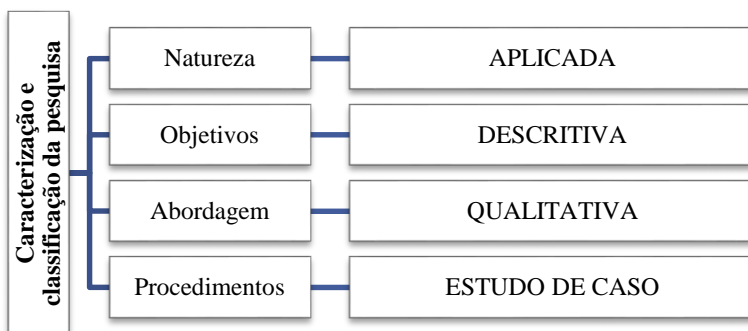 Caracterização e
classificação da pesquisa
Natureza
APLICADA
Objetivos
DESCRITIVA
Abordagem
QUALITATIVA
Procedimentos
ESTUDO DE CASO